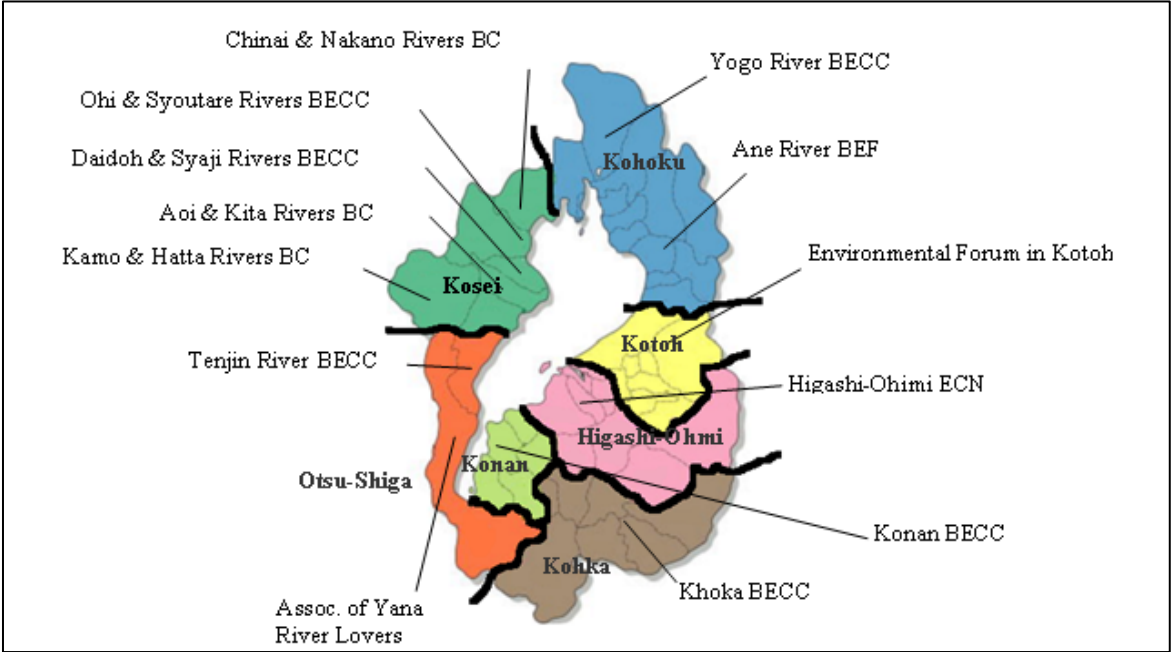 Chinai & Nakano Rivers BC
Yogo River BECC
Ohi & Syoutare Rivers BECC
Kohoku
Ane River BEF
Daidoh & Syaji Rivers BECC
Aoi & Kita Rivers BC
Kamo & Hatta Rivers BC
Environmental Forum in Kotoh
Kosei
Kotoh
Tenjin River BECC
Higashi-Ohimi ECN
Higashi-Ohmi
Konan
Otsu-Shiga
Konan BECC
Kohka
Khoka BECC
Assoc. of Yana
River Lovers